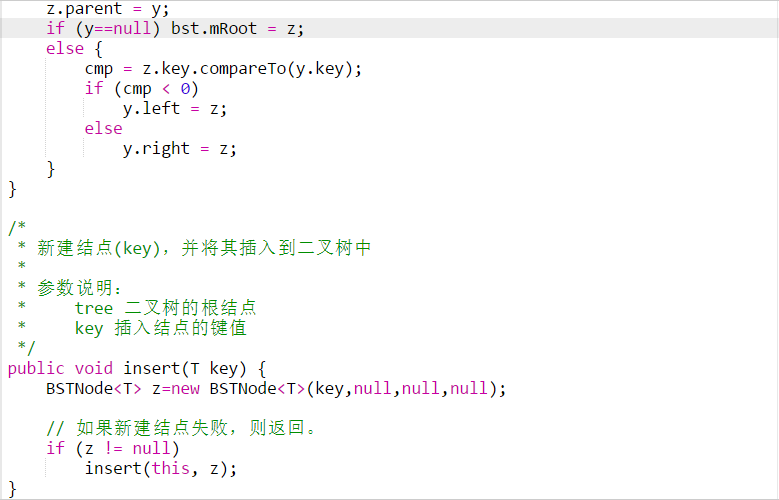 z.parent = y;
    if (y==null) bst.mRoot = z;
    else {
        cmp = z.key.compareTo(y.key);
        if (cmp < 0)
            y.left = z;
        else
            y.right = z;
    }
}
/*
 * 新建结点(key)，并将其插入到二叉树中
 *
 * 参数说明：
 *     tree 二叉树的根结点
 *     key 插入结点的键值
 */
public void insert(T key) {
    BSTNode<T> z=new BSTNode<T>(key,null,null,null);
    // 如果新建结点失败，则返回。
    if (z != null)
        insert(this, z);
}